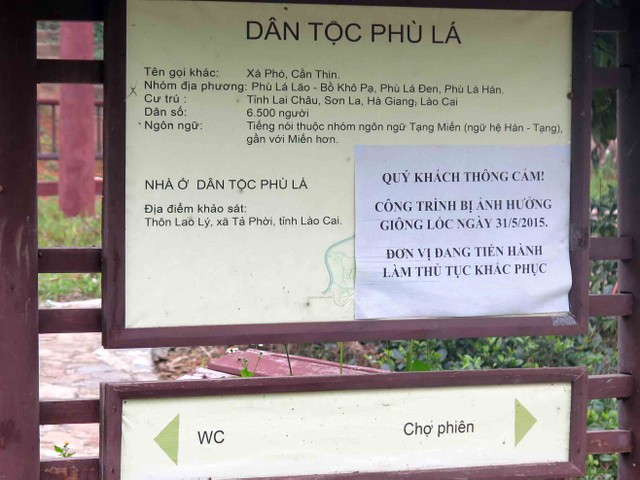 DÂN TỘC PHÙ LÁ
Tên gọi khác: Xá Phó, Cần Thin.
Nhóm địa phương: Phù Lá Lão - Bồ Khô Pạ, Phù Lá Đen, Phù Lá Hán.
Cư trú : Tỉnh Lai Châu, Sơn La, Hà Giang, Lào Cai
Dân số: 6.500 người
Ngôn ngữ: Tiếng nói thuộc nhóm ngôn ngữ Tạng Miến (ngữ hệ Hán - Tạng),
gần với Miến hơn.
NHÀ Ở DÂN TỘC PHÙ LÁ
Địa điểm khảo sát:
Thôn Lao Lý, xã Tả Phời, tỉnh Lào Cai.
QUÝ KHÁCH THÔNG CẢM!
CÔNG TRÌNH BỊ ẢNH HƯỞNG
GIÔNG LỐC NGÀY 31/5/2015.
ĐƠN VỊ ĐANG TIẾN HÀNH
LÀM THỦ TỤC KHẮC PHỤC
WC
Chợ phiên